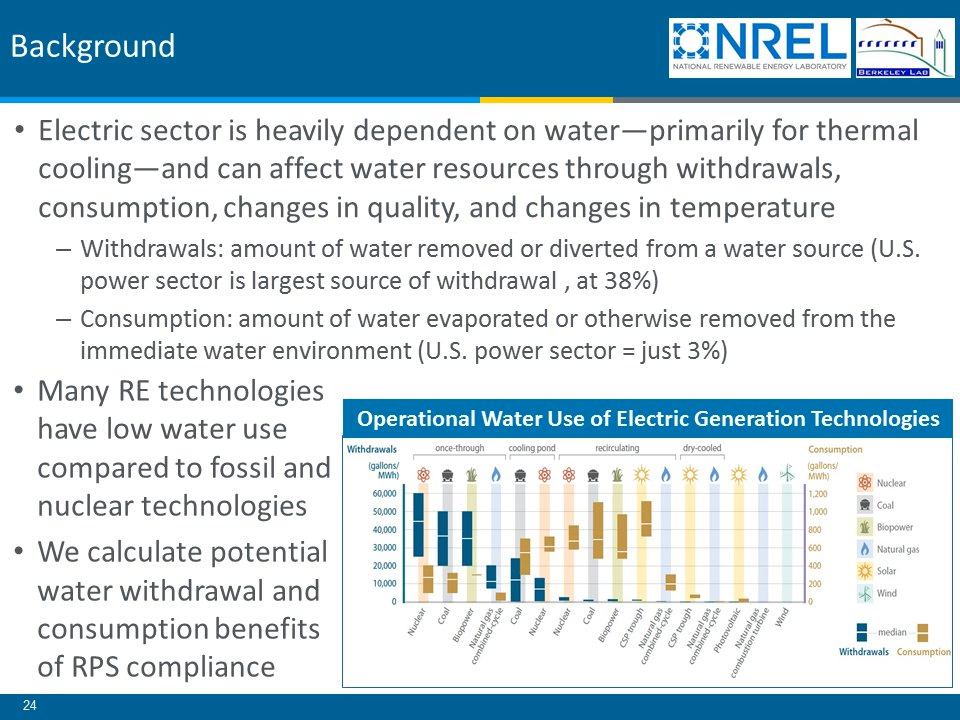 Background
NREL
NATIONAL RENEWABLE ENERGY LABORATORY
BERKELEY LAB
• Electric sector is heavily dependent on water—primarily for thermal
cooling—and can affect water resources through withdrawals,
consumption, changes in quality, and changes in temperature
– Withdrawals: amount of water removed or diverted from a water source (U.S.
power sector is largest source of withdrawal , at 38%)
– Consumption: amount of water evaporated or otherwise removed from the
immediate water environment (U.S. power sector = just 3%)
• Many RE technologies
have low water use
compared to fossil and
nuclear technologies
• We calculate potential
water withdrawal and
consumption benefits
of RPS compliance
Operational Water Use of Electric Generation Technologies
Withdrawals
once-through
cooling pond
recirculating
dry-cooled
Consumption
(gallons/
MWh)
(gallons/
MWh)
60,000
50,000
40,000
30,000
20,000
10,000
0
1,200
1,000
800
600
400
200
0
Nuclear
Coal
Biopower
Natural gas
combined-cycle
Coal
Nuclear
Nuclear
Coal
Biopower
CSP trough
Natural gas
combined-cycle
CSP trough
Natural gas
combined-cycle
Photovoltaic
Natural gas
combustion turbine
Wind
Nuclear
Coal
Biopower
Natural gas
Solar
Wind
– median –
Withdrawals
Consumption
24